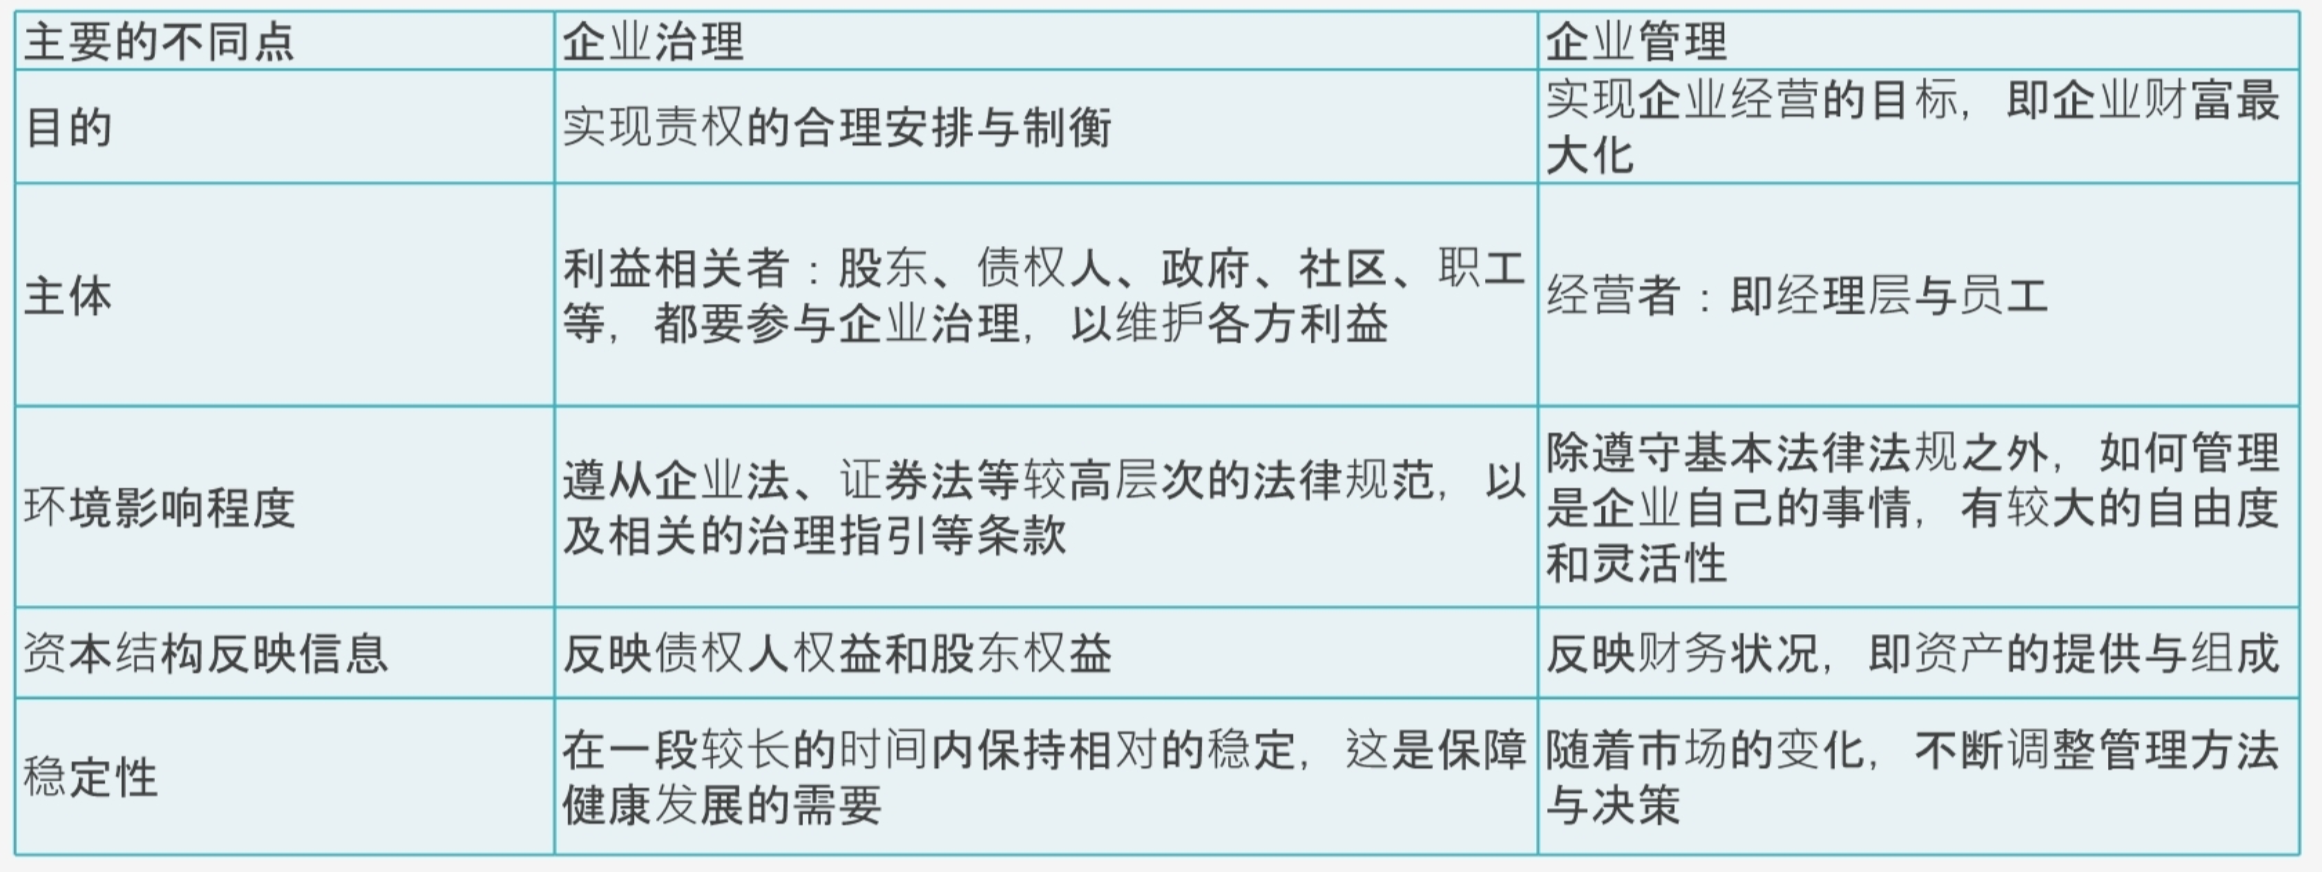 主要的不同点
企业治理
企业管理
目的
实现责权的合理安排与制衡
实现企业经营的目标，即企业财富最
大化
主体
利益相关者：股东、债权人、政府、社区、职工
等，都要参与企业治理，以维护各方利益
经营者：即经理层与员工
环境影响程度
遵从企业法、证券法等较高层次的法律规范，以
及相关的治理指引等条款
除遵守基本法律法规之外，如何管理
是企业自己的事情，有较大的自由度
和灵活性
资本结构反映信息
反映债权人权益和股东权益
反映财务状况，即资产的提供与组成
稳定性
在一段较长的时间内保持相对的稳定，这是保障
健康发展的需要
随着市场的变化，不断调整管理方法
与决策